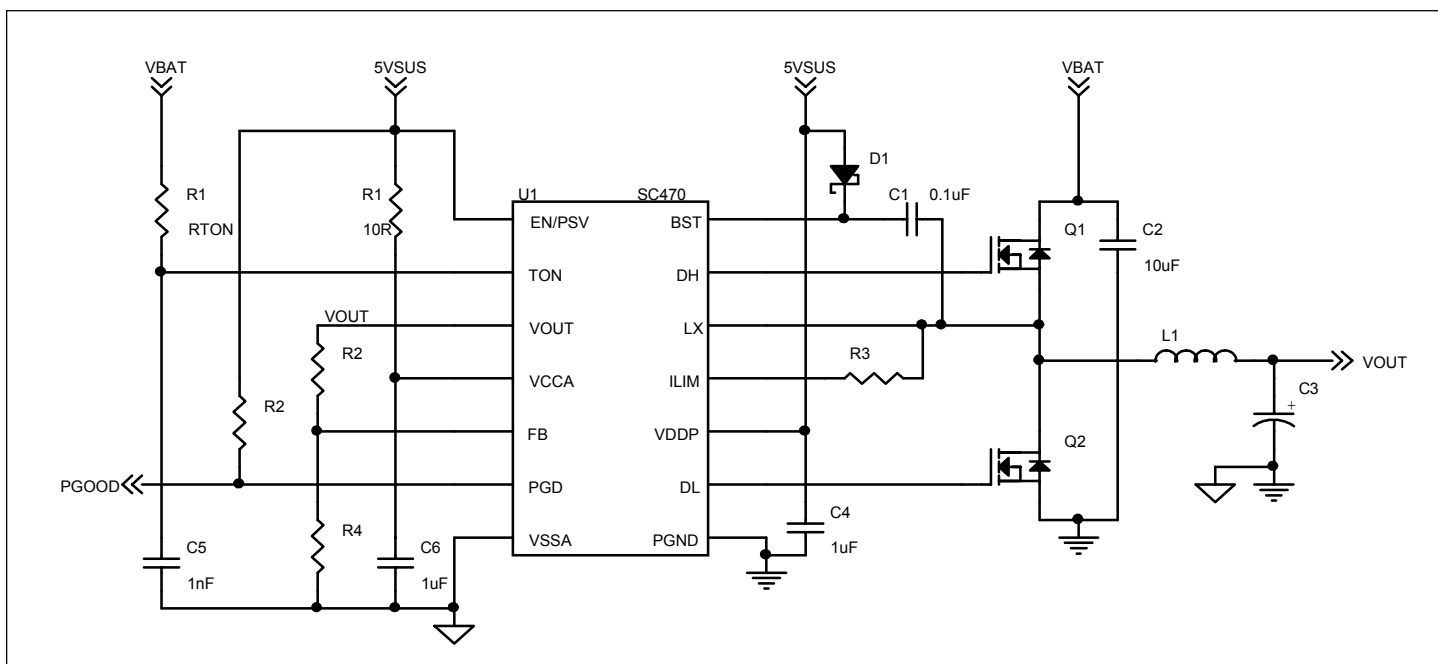 VBAT
5VSUS
5VSUS
VBAT
R1
RTON
R1
10R
U1
SC470
D1
C1
0.1uF
Q1
C2
10uF
EN/PSV
BST
TON
DH
VOUT
VOUT
LX
R2
VCCA
ILIM
R3
L1
VOUT
C3
+
R2
FB
VDDP
Q2
PGOOD
PGD
DL
R4
C5
1nF
C6
1uF
VSSA
PGND
C4
1uF